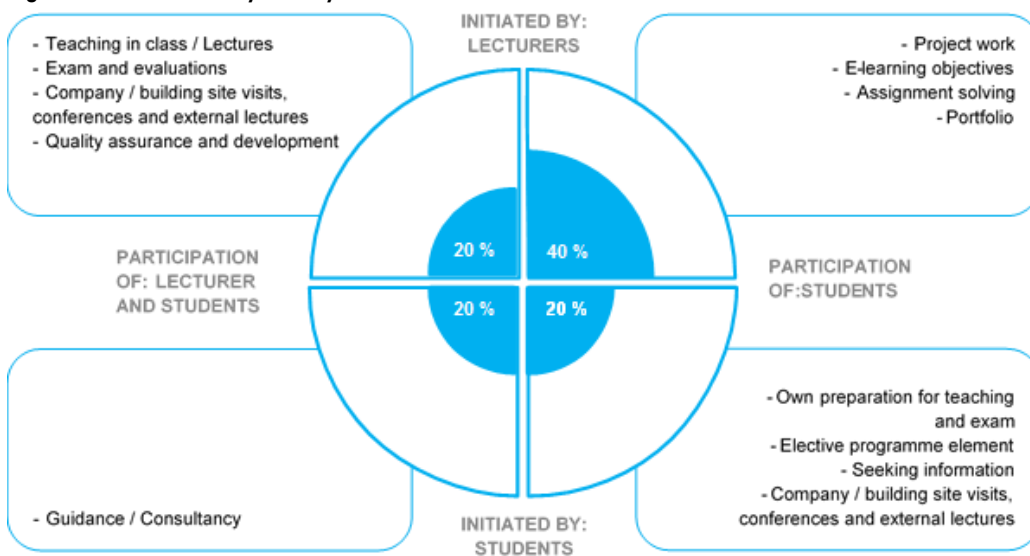 INITIATED BY:
LECTURERS
- Teaching in class / Lectures
- Exam and evaluations
- Company / building site visits,
conferences and external lectures
- Quality assurance and development
- Project work
- E-learning objectives
- Assignment solving
- Portfolio
20 %
40 %
PARTICIPATION
OF: LECTURER
AND STUDENTS
PARTICIPATION
OF:STUDENTS
20 %
20 %
- Guidance / Consultancy
- Own preparation for teaching
and exam
- Elective programme element
- Seeking information
- Company / building site visits,
conferences and external lectures
INITIATED BY:
STUDENTS